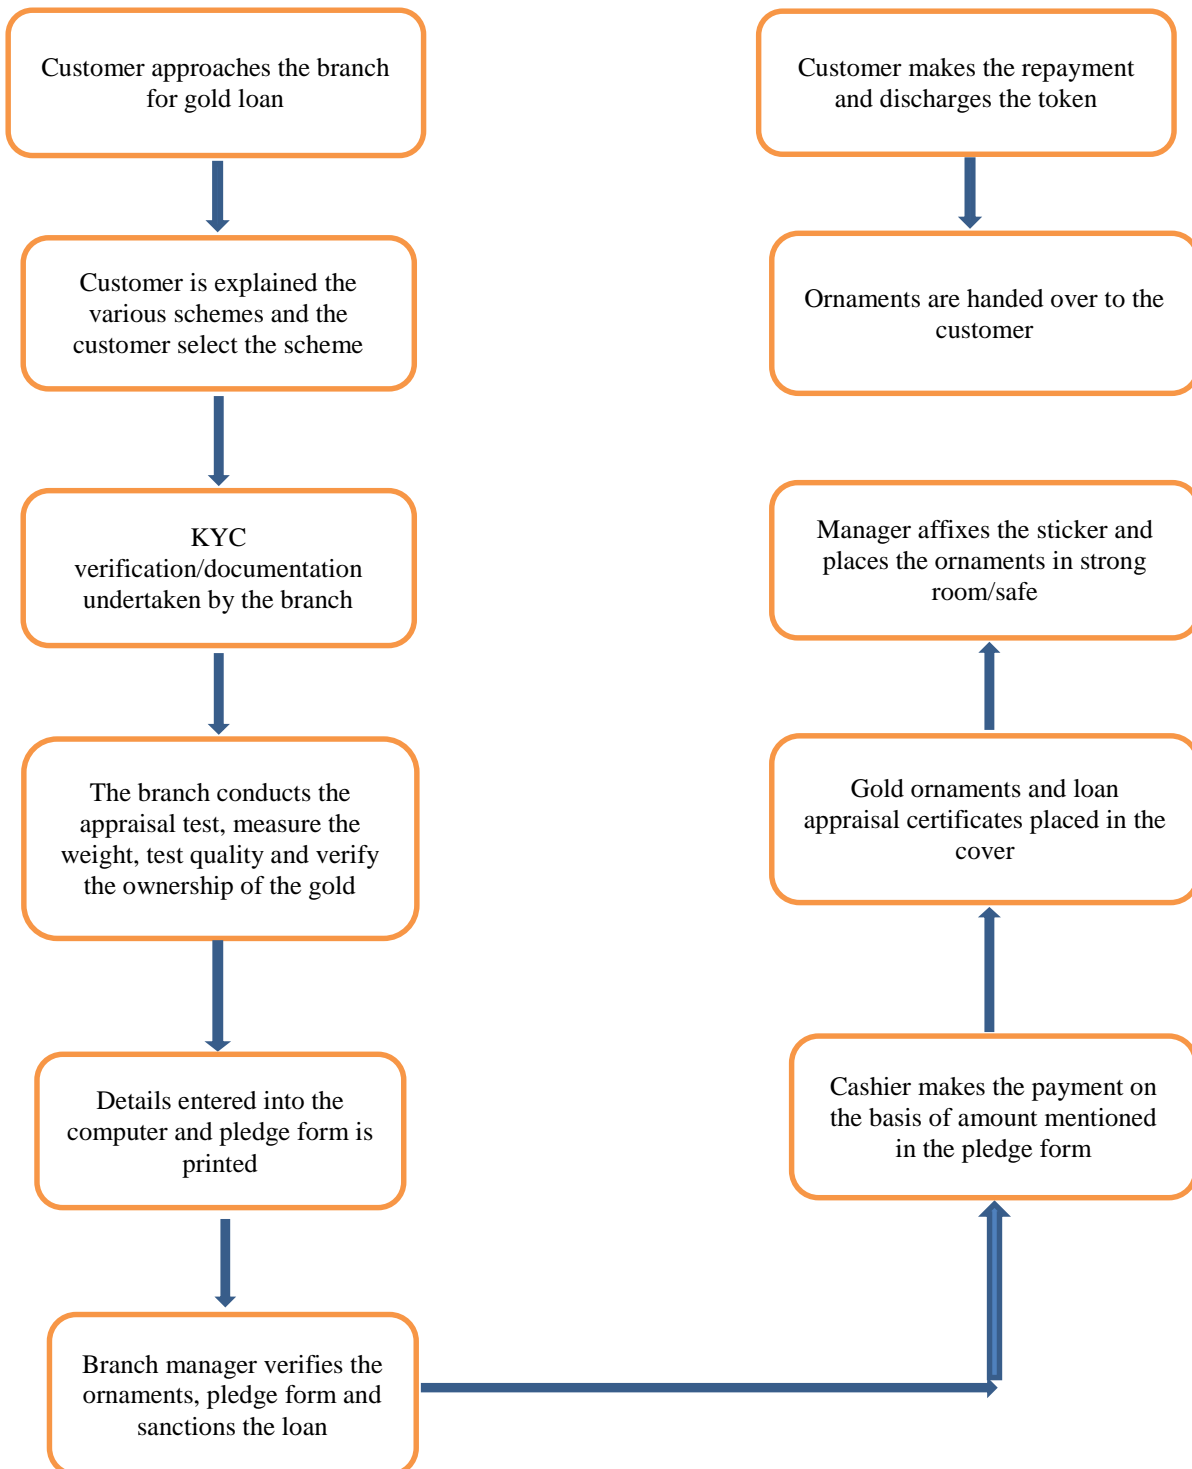 Customer approaches the branch
for gold loan
Customer is explained the
various schemes and the
customer select the scheme
KYC
verification/documentation
undertaken by the branch
The branch conducts the
appraisal test, measure the
weight, test quality and verify
the ownership of the gold
Details entered into the
computer and pledge form is
printed
Branch manager verifies the
ornaments, pledge form and
sanctions the loan
Cashier makes the payment on
the basis of amount mentioned
in the pledge form
Gold ornaments and loan
appraisal certificates placed in the
cover
Manager affixes the sticker and
places the ornaments in strong
room/safe
Customer makes the repayment
and discharges the token
Ornaments are handed over to the
customer